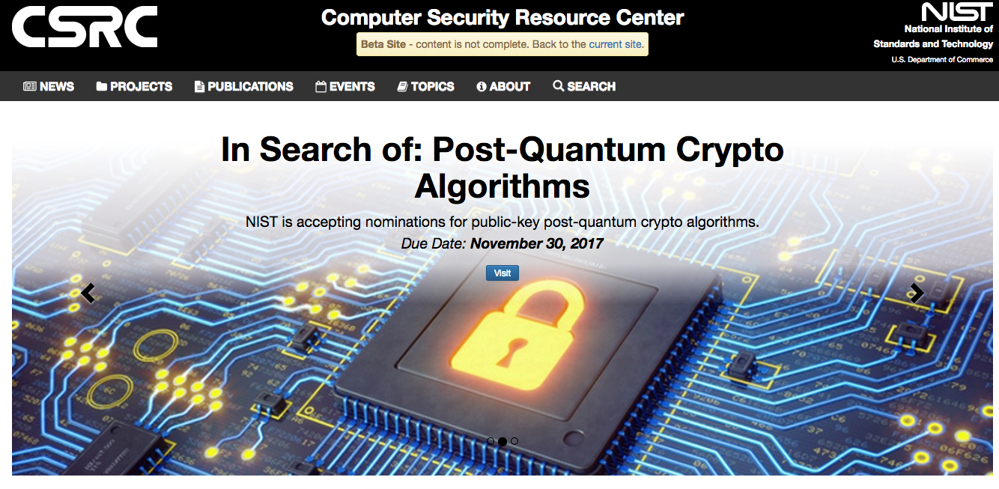 CSRC
Computer Security Resource Center
Beta Site - content is not complete. Back to the current site.
NIST
National Institute of
Standards and Technology
U.S. Department of Commerce
NEWS PROJECTS PUBLICATIONS EVENTS TOPICS ABOUT SEARCH
In Search of: Post-Quantum Crypto
Algorithms
NIST is accepting nominations for public-key post-quantum crypto algorithms.
Due Date: November 30, 2017
Visit